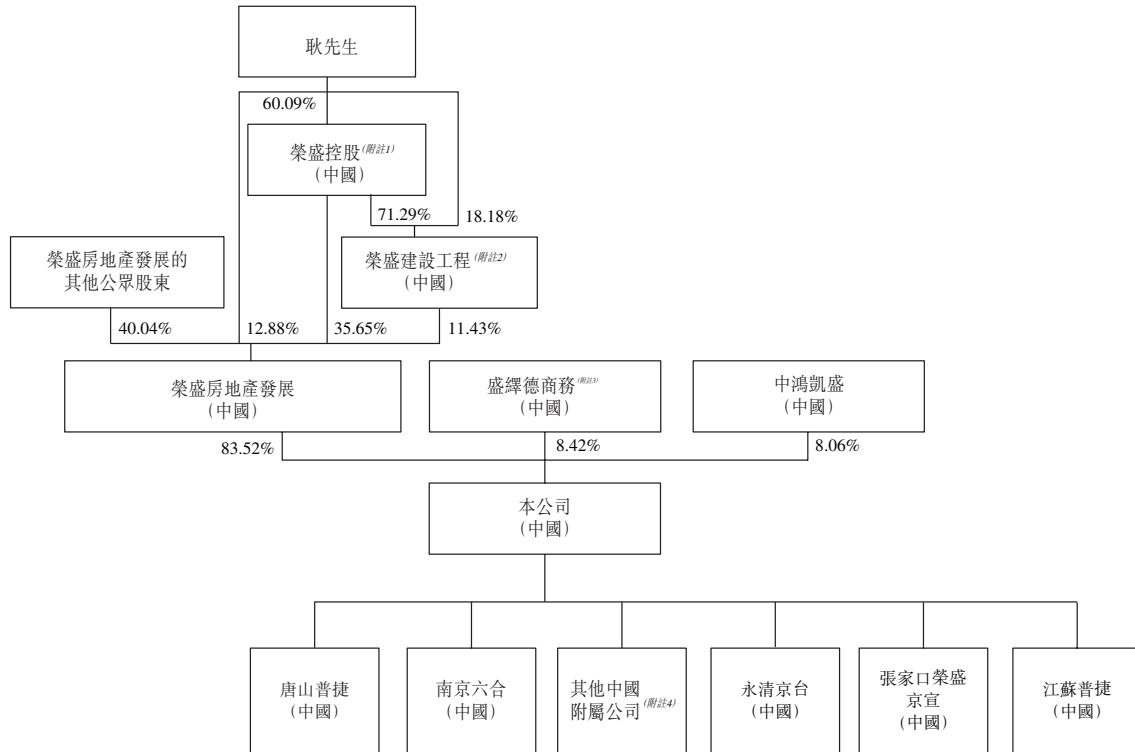 耿先生
60.09%
榮盛控股(附註1)
(中國)
71.29%
18.18%
榮盛房地產發展的
其他公眾股東
榮盛建設工程(附註2)
(中國)
40.04%
12.88%
35.65%
11.43%
榮盛房地產發展
(中國)
盛繹德商務(附註3)
(中國)
中鴻凱盛
(中國)
83.52%
8.42%
8.06%
本公司
(中國)
唐山普捷
(中國)
南京六合
(中國)
其他中國
附屬公司(附註4)
永清京台
(中國)
張家口榮盛
京宣
(中國)
江蘇普捷
(中國)